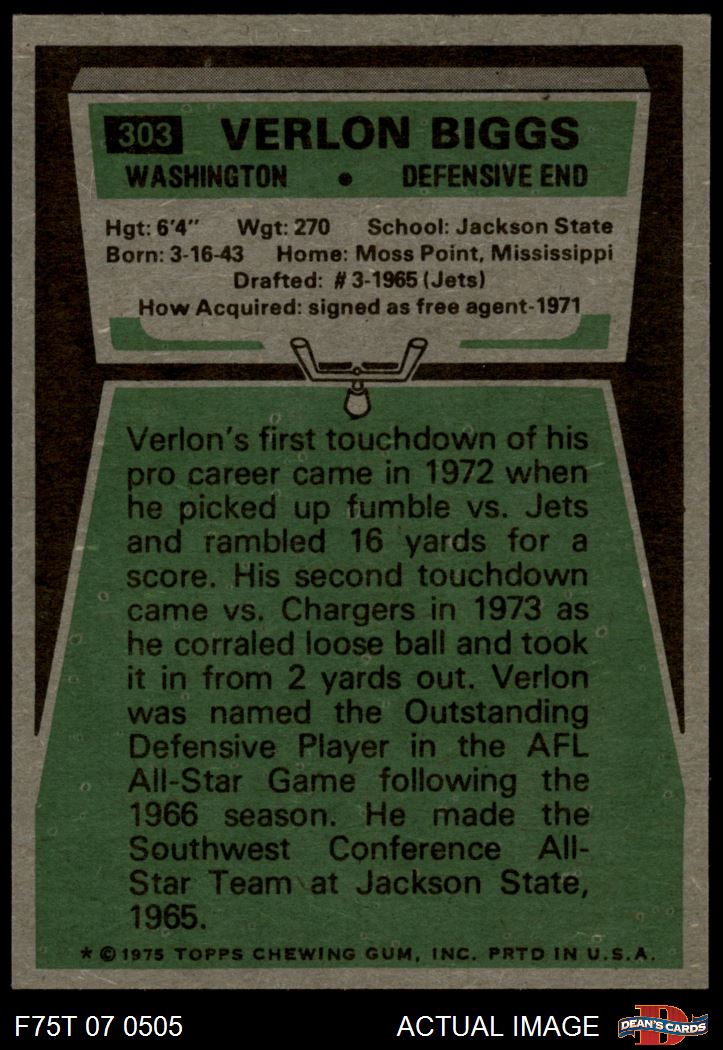 303 VERLON BIGGS
WASHINGTON • DEFENSIVE END
Hgt: 6'4" Wgt: 270 School: Jackson State
Born: 3-16-43 Home: Moss Point, Mississippi
Drafted: #3-1965 (Jets)
How Acquired: signed as free agent-1971
Verlon's first touchdown of his
pro career came in 1972 when
he picked up fumble vs. Jets
and rambled 16 yards for a
score. His second touchdown
came vs. Chargers in 1973 as
he corraled loose ball and took
it in from 2 yards out. Verlon
was named the Outstanding
Defensive Player in the AFL
All-Star Game following the
1966 season. He made the
Southwest Conference All-
Star Team at Jackson State,
1965.
* © 1975 TOPPS CHEWING GUM, INC. PRTD IN U.S.A.
F75T 07 0505 ACTUAL IMAGE
D
DEAN'S CARDS